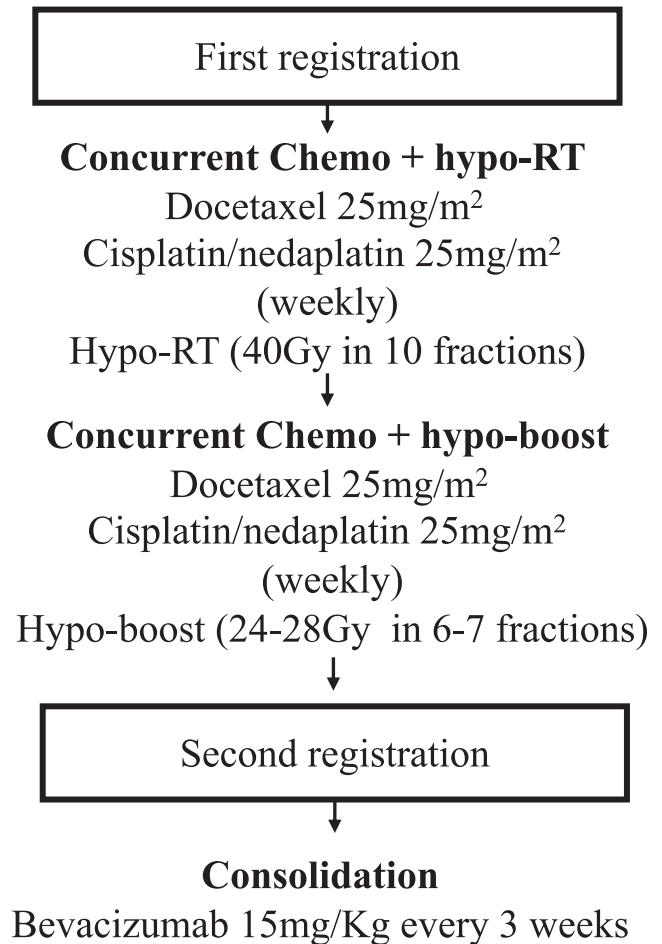 First registration
Concurrent Chemo + hypo-RT
Docetaxel 25mg/m²
Cisplatin/nedaplatin 25mg/m²
(weekly)
Hypo-RT (40Gy in 10 fractions)
Concurrent Chemo + hypo-boost
Docetaxel 25mg/m²
Cisplatin/nedaplatin 25mg/m²
(weekly)
Hypo-boost (24-28Gy in 6-7 fractions)
Second registration
Consolidation
Bevacizumab 15mg/Kg every 3 weeks